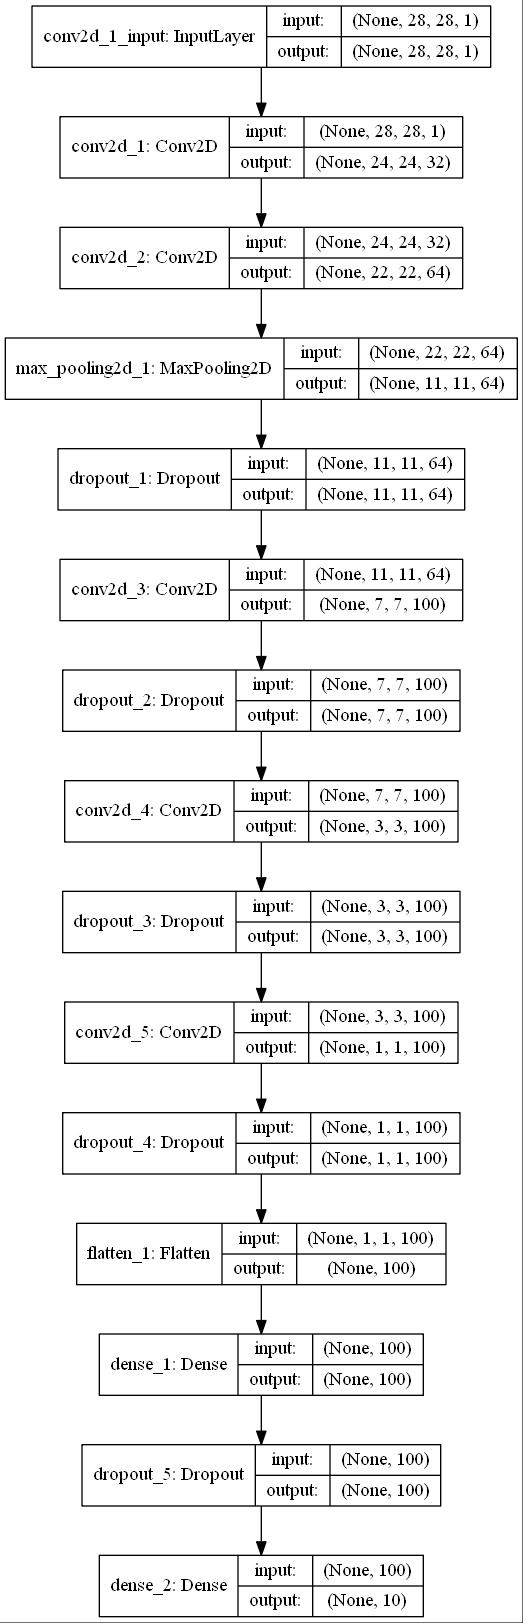 conv2d_1_input: InputLayer
input: (None, 28, 28, 1)
output: (None, 28, 28, 1)
conv2d_1: Conv2D
input: (None, 28, 28, 1)
output: (None, 24, 24, 32)
conv2d_2: Conv2D
input: (None, 24, 24, 32)
output: (None, 22, 22, 64)
max_pooling2d_1: MaxPooling2D
input: (None, 22, 22, 64)
output: (None, 11, 11, 64)
dropout_1: Dropout
input: (None, 11, 11, 64)
output: (None, 11, 11, 64)
conv2d_3: Conv2D
input: (None, 11, 11, 64)
output: (None, 7, 7, 100)
dropout_2: Dropout
input: (None, 7, 7, 100)
output: (None, 7, 7, 100)
conv2d_4: Conv2D
input: (None, 7, 7, 100)
output: (None, 3, 3, 100)
dropout_3: Dropout
input: (None, 3, 3, 100)
output: (None, 3, 3, 100)
conv2d_5: Conv2D
input: (None, 3, 3, 100)
output: (None, 1, 1, 100)
dropout_4: Dropout
input: (None, 1, 1, 100)
output: (None, 1, 1, 100)
flatten_1: Flatten
input: (None, 1, 1, 100)
output: (None, 100)
dense_1: Dense
input: (None, 100)
output: (None, 100)
dropout_5: Dropout
input: (None, 100)
output: (None, 100)
dense_2: Dense
input: (None, 100)
output: (None, 10)